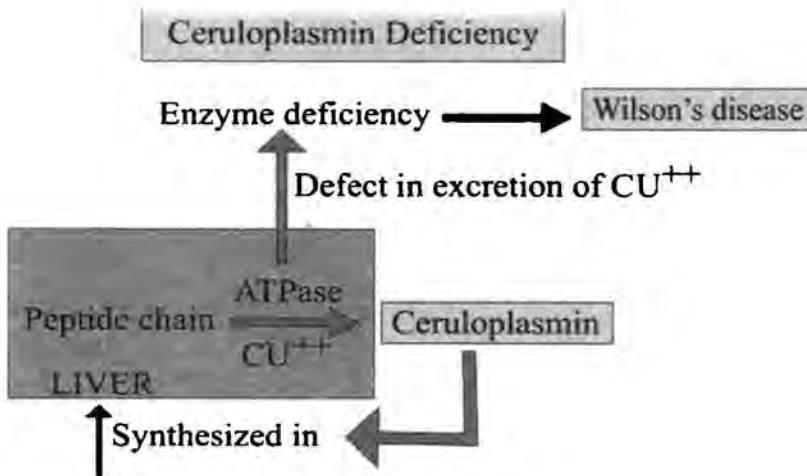 Ceruloplasmin Deficiency
Enzyme deficiency
Wilson's disease
Defect in excretion of CU++
ATPase
Peptide chain
CU++
Ceruloplasmin
LIVER
Synthesized in